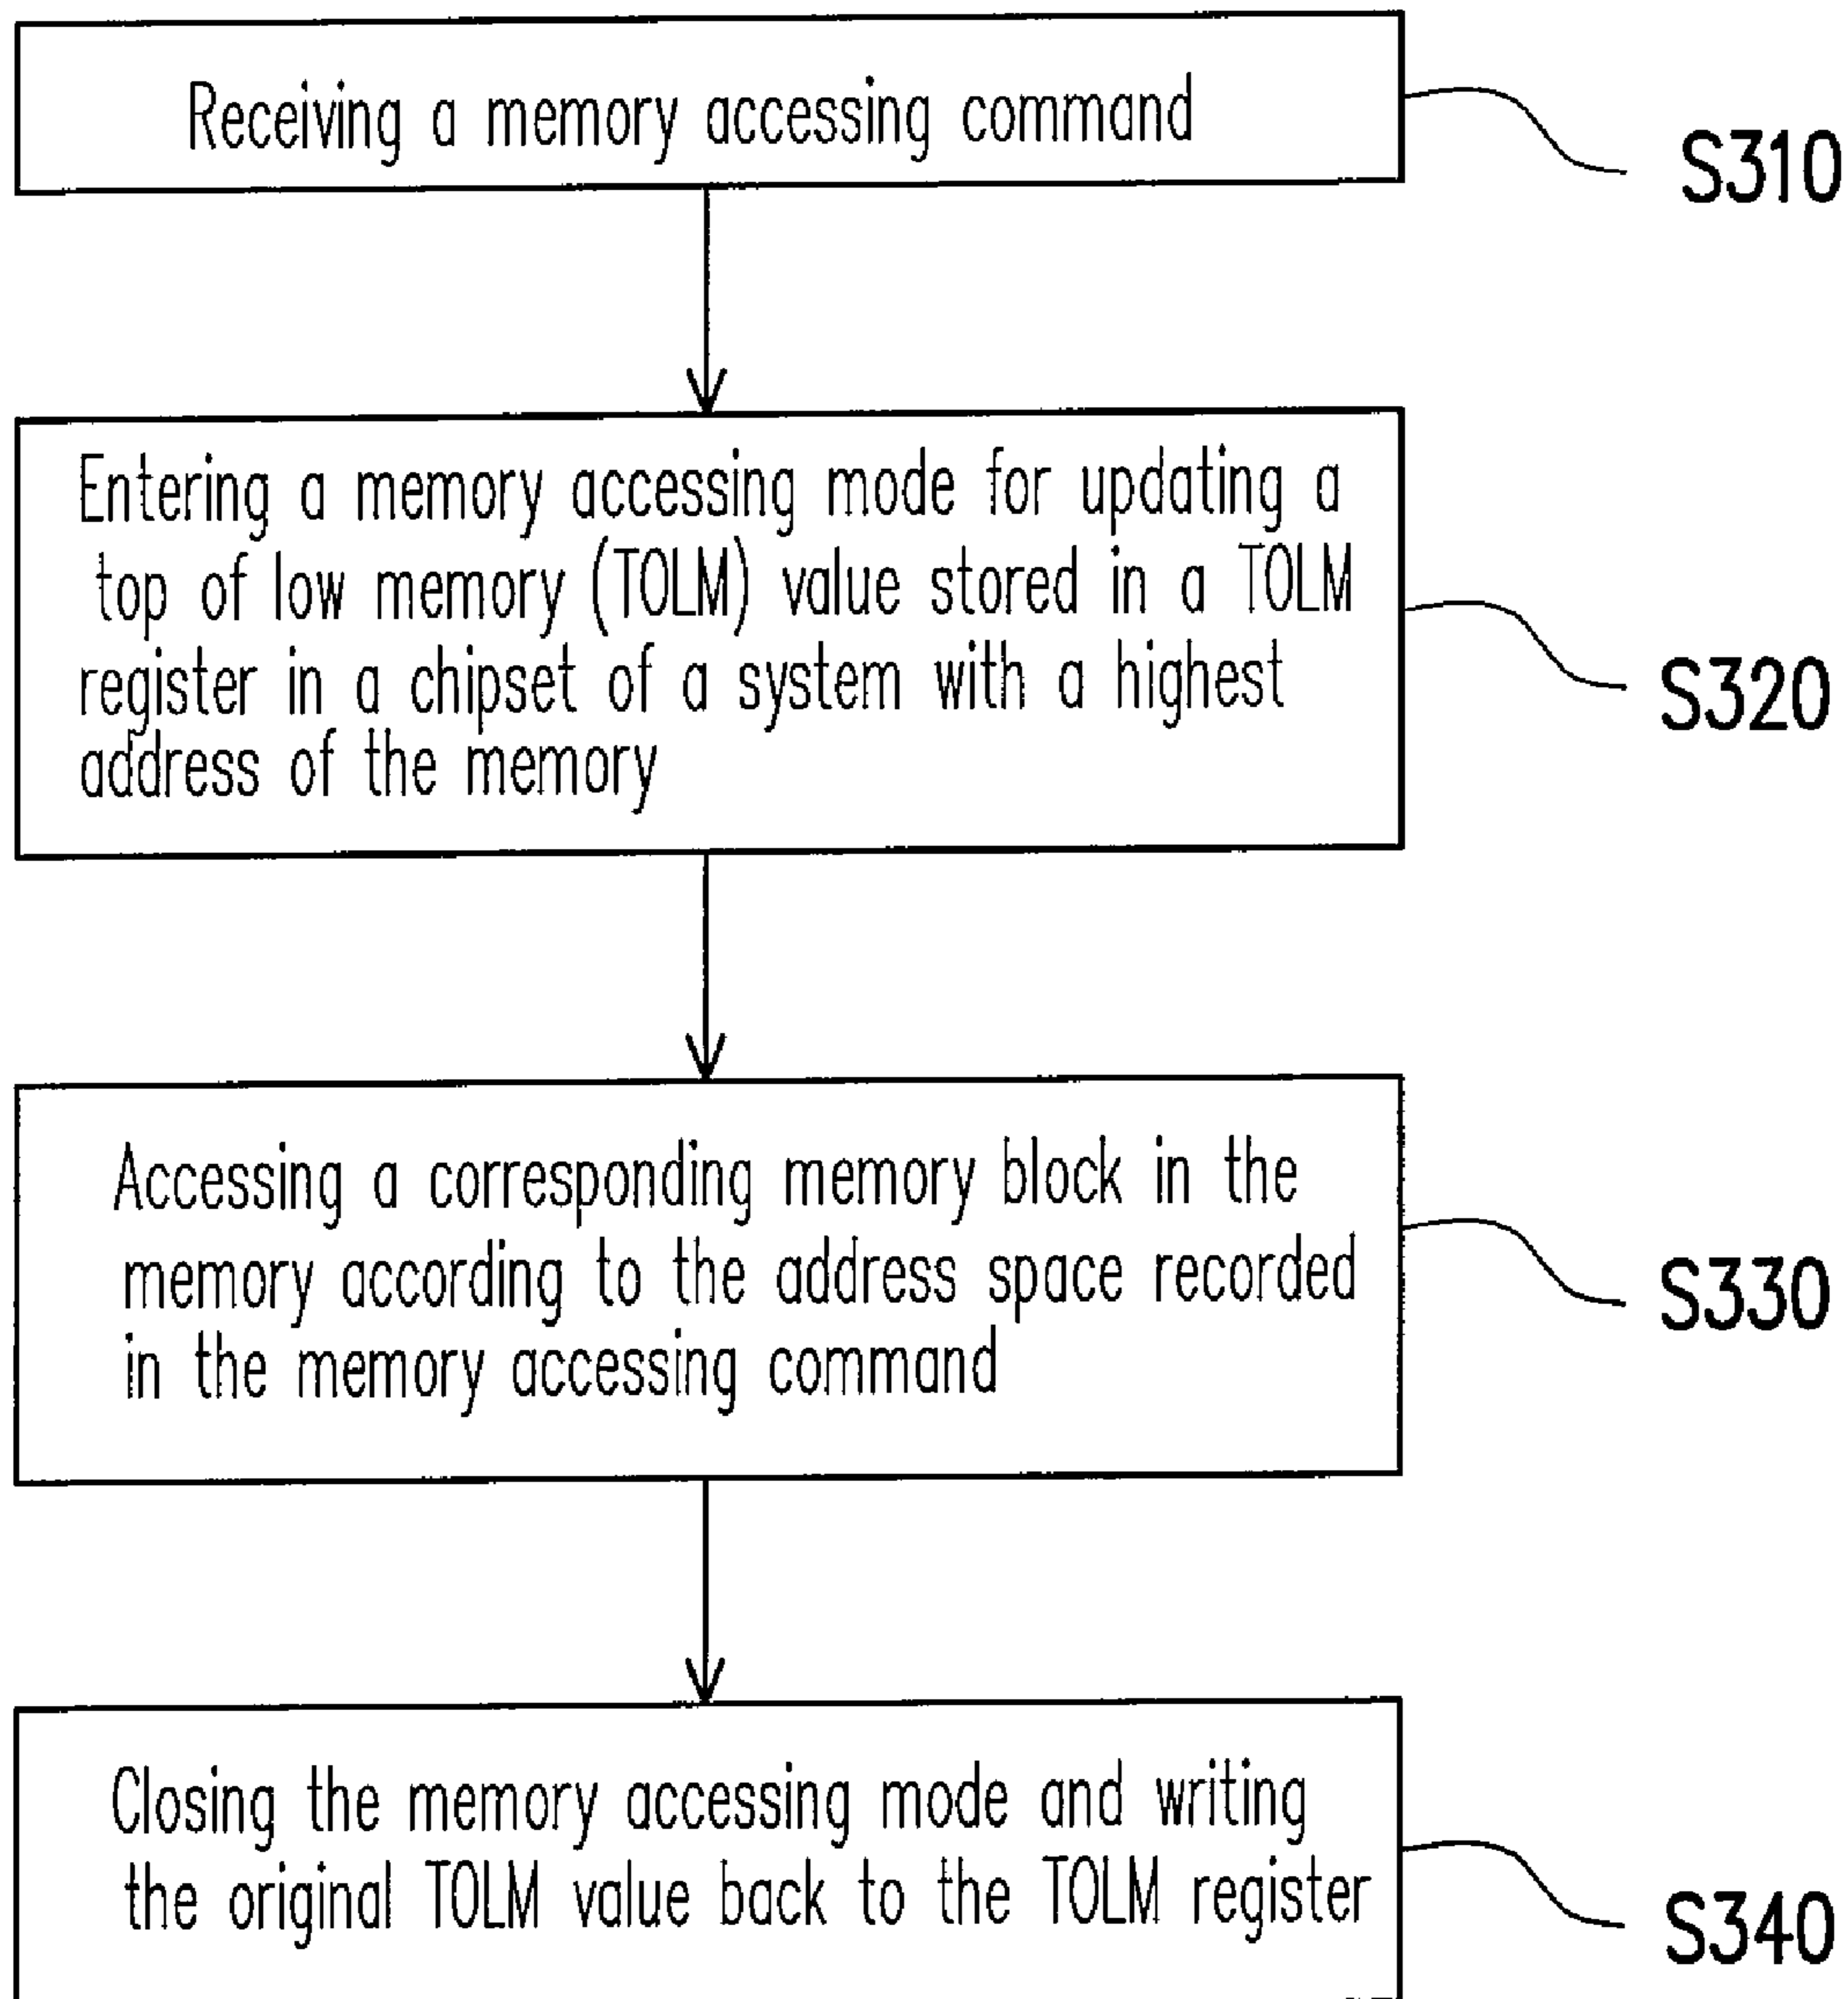 Receiving a memory accessing command
S310
Entering a memory accessing mode for updating a
top of low memory (TOLM) value stored in a TOLM
register in a chipset of a system with a highest
address of the memory
S320
Accessing a corresponding memory block in the
memory according to the address space recorded
in the memory accessing command
S330
Closing the memory accessing mode and writing
the original TOLM value back to the TOLM register
S340